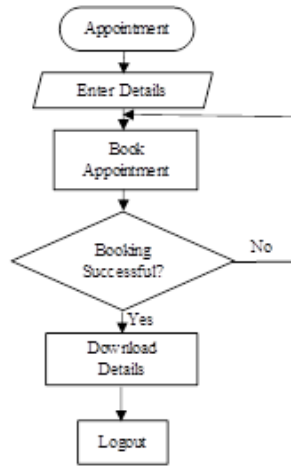 Appointment
Enter Details
Book
Appointment
Booking
Successful?
No
Yes
Download
Details
Logout